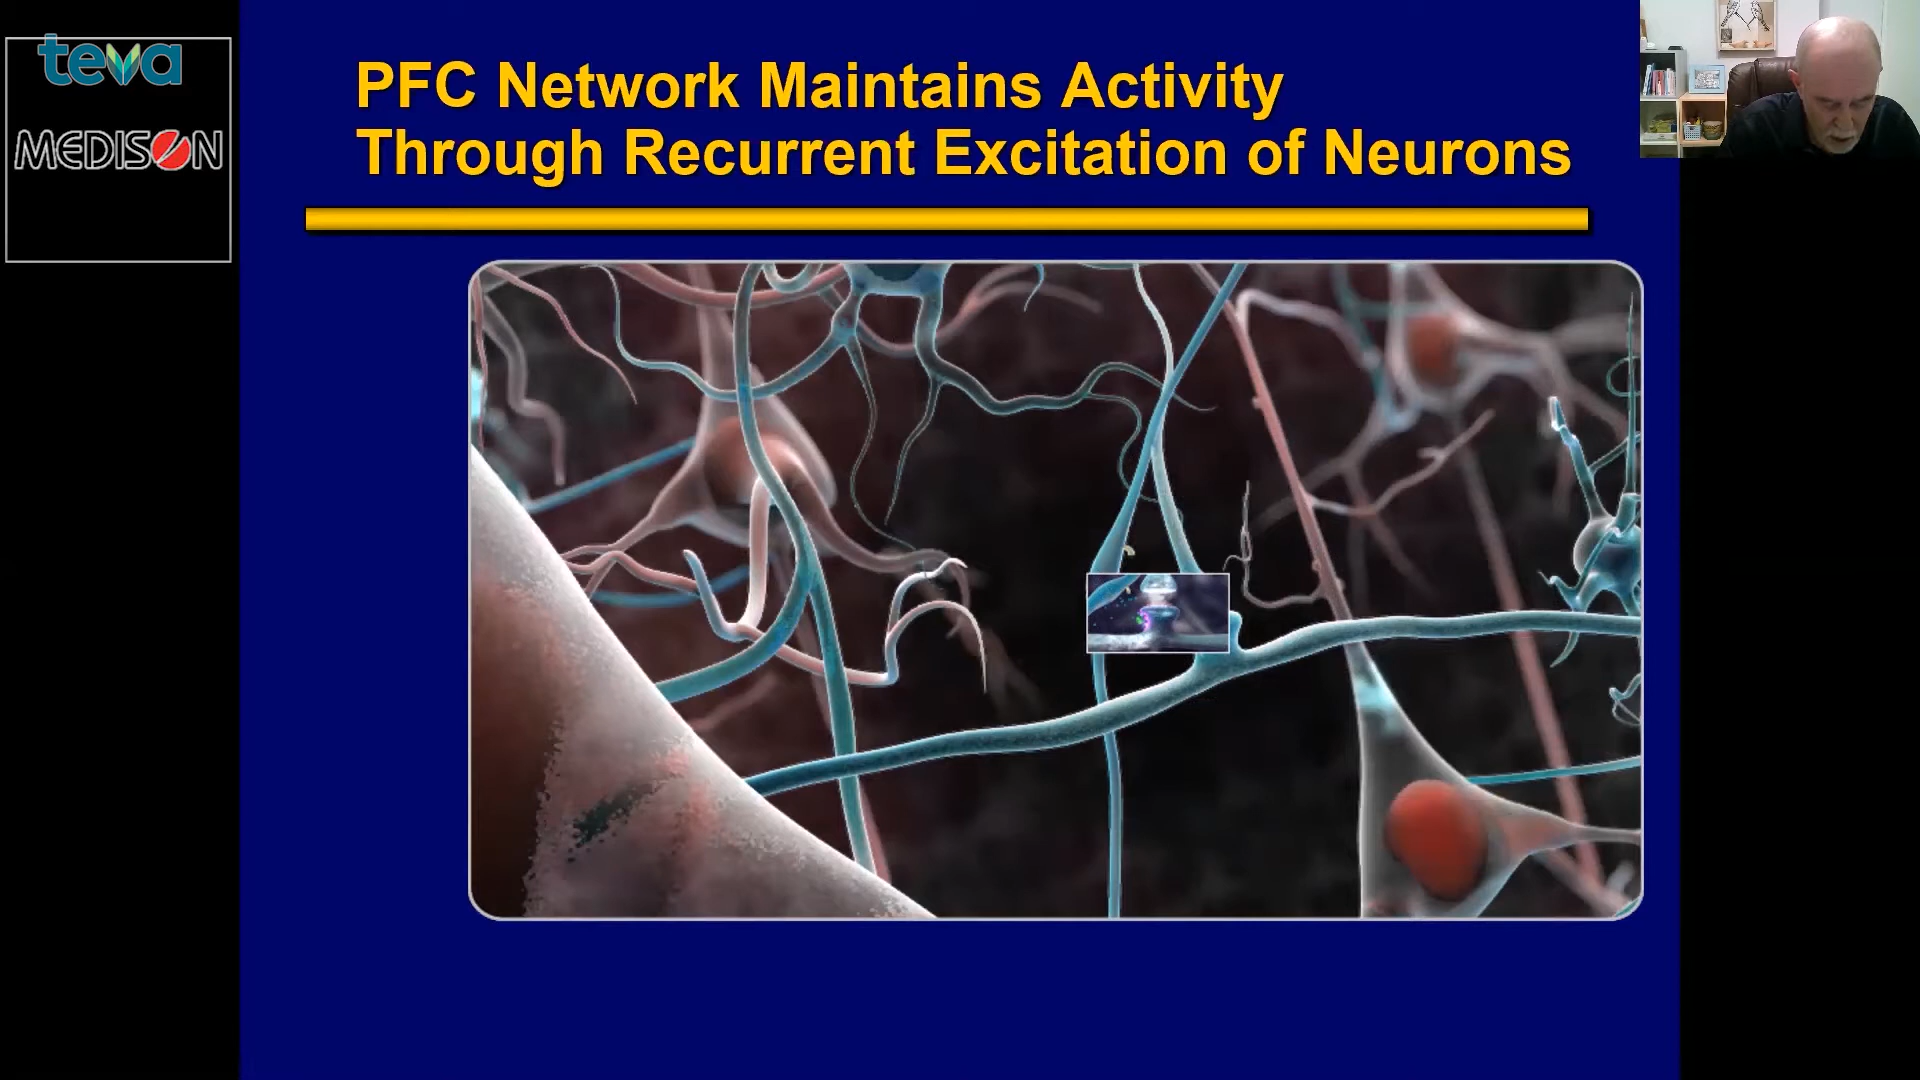 teva
MEDISON
PFC Network Maintains Activity
Through Recurrent Excitation of Neurons